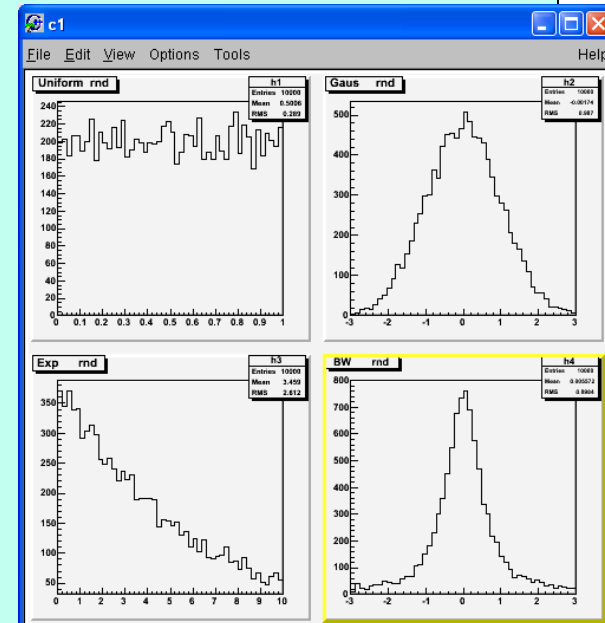 c1
File Edit View Options Tools Help
Uniform rnd
h1
Entries 10000
Mean 0.5006
RMS 0.289
240
220
200
180
160
140
120
100
80
60
40
20
0
0 0.1 0.2 0.3 0.4 0.5 0.6 0.7 0.8 0.9 1
Gaus rnd
h2
Entries 10000
Mean -0.00174
RMS 0.987
500
400
300
200
100
0
-3 -2 -1 0 1 2 3
Exp rnd
h3
Entries 10000
Mean 3.459
RMS 2.612
350
300
250
200
150
100
50
0 1 2 3 4 5 6 7 8 9 10
BW rnd
h4
Entries 10000
Mean 0.005572
RMS 0.8984
800
700
600
500
400
300
200
100
0
-3 -2 -1 0 1 2 3